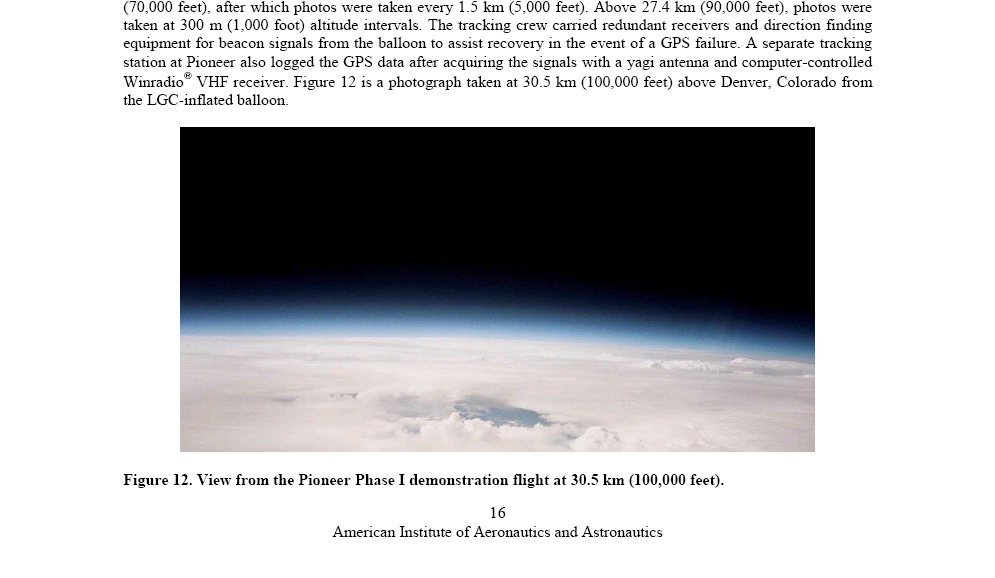 (70,000 feet), after which photos were taken every 1.5 km (5,000 feet). Above 27.4 km (90,000 feet), photos were
taken at 300 m (1,000 foot) altitude intervals. The tracking crew carried redundant receivers and direction finding
equipment for beacon signals from the balloon to assist recovery in the event of a GPS failure. A separate tracking
station at Pioneer also logged the GPS data after acquiring the signals with a yagi antenna and computer-controlled
Winradio® VHF receiver. Figure 12 is a photograph taken at 30.5 km (100,000 feet) above Denver, Colorado from
the LGC-inflated balloon.
Figure 12. View from the Pioneer Phase I demonstration flight at 30.5 km (100,000 feet).
16
American Institute of Aeronautics and Astronautics